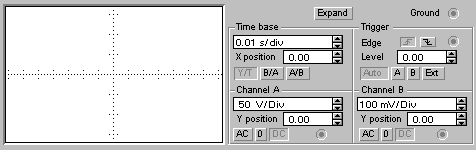 Expand Ground
Time base
0.01 s/div
X position 0.00
Y/T B/A A/B
Trigger
Edge
Level 0.00
Auto A B Ext
Channel A
50 V/Div
Y position 0.00
AC 0 DC
Channel B
100 mV/Div
Y position 0.00
AC 0 DC